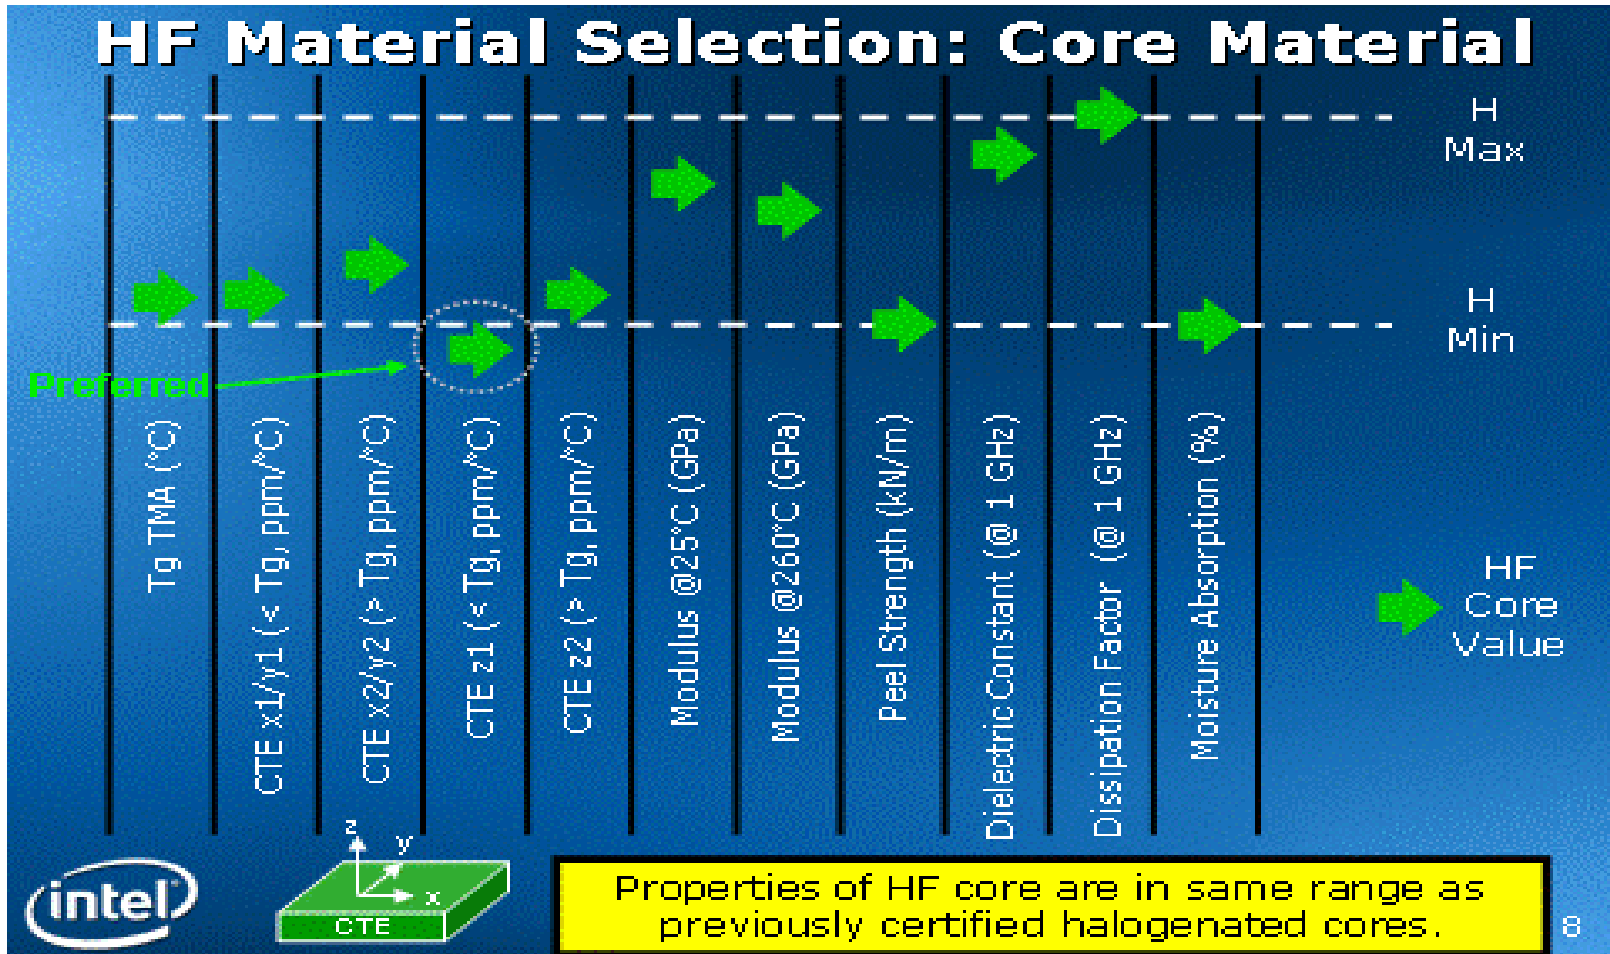 HF Material Selection: Core Material
H
Max
H
Min
Preferred
Tg TMA (°C)
CTE x1/y1 (< Tg, ppm/°C)
CTE x2/y2 (> Tg, ppm/°C)
CTE z1 (< Tg, ppm/°C)
CTE z2 (> Tg, ppm/°C)
Modulus @25°C (GPa)
Modulus @260°C (GPa)
Peel Strength (kN/m)
Dielectric Constant (@ 1 GHz)
Dissipation Factor (@ 1 GHz)
Moisture Absorption (%)
HF
Core
Value
z
y
x
CTE
intel
Properties of HF core are in same range as
previously certified halogenated cores.
8